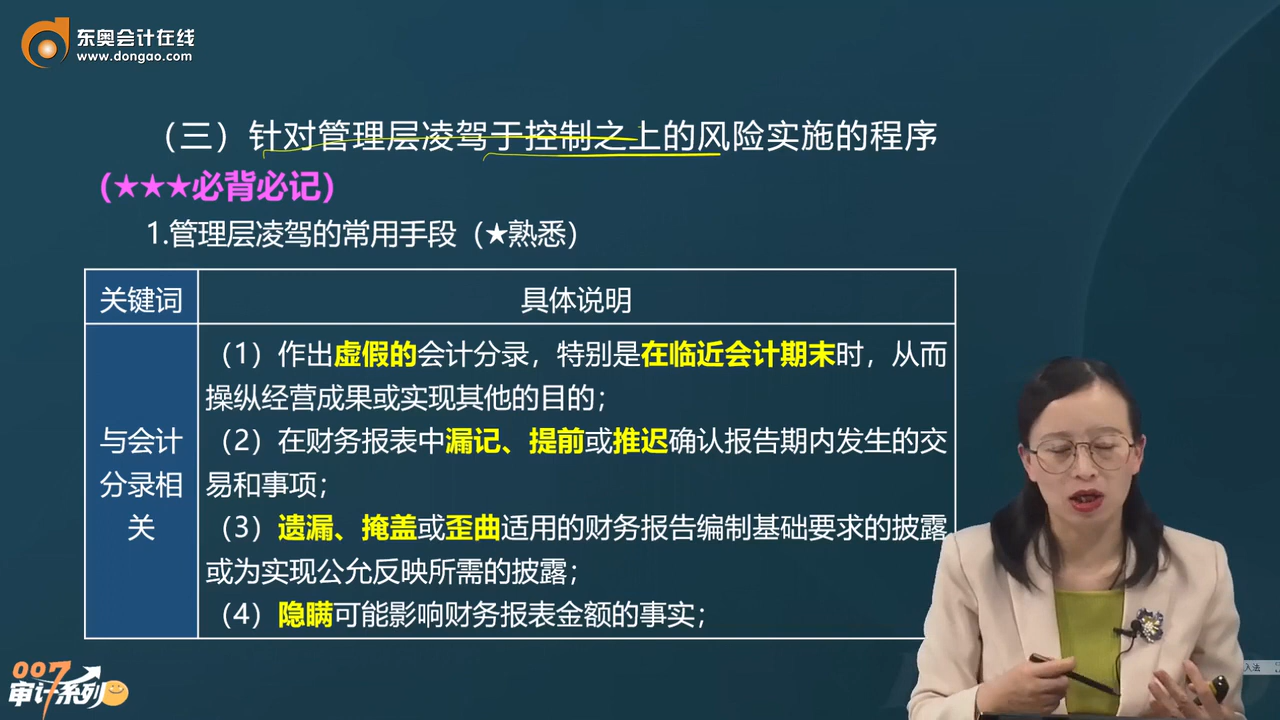 东奥会计在线
www.dongao.com
（三）针对管理层凌驾于控制之上的风险实施的程序
（★★★必背必记）
1.管理层凌驾的常用手段（★熟悉）
关键词
具体说明
与会计
分录相
关
（1）作出虚假的会计分录，特别是在临近会计期末时，从而
操纵经营成果或实现其他的目的；
（2）在财务报表中漏记、提前或推迟确认报告期内发生的交
易和事项；
（3）遗漏、掩盖或歪曲适用的财务报告编制基础要求的披露
或为实现公允反映所需的披露；
（4）隐瞒可能影响财务报表金额的事实；
007
审计系列
入法